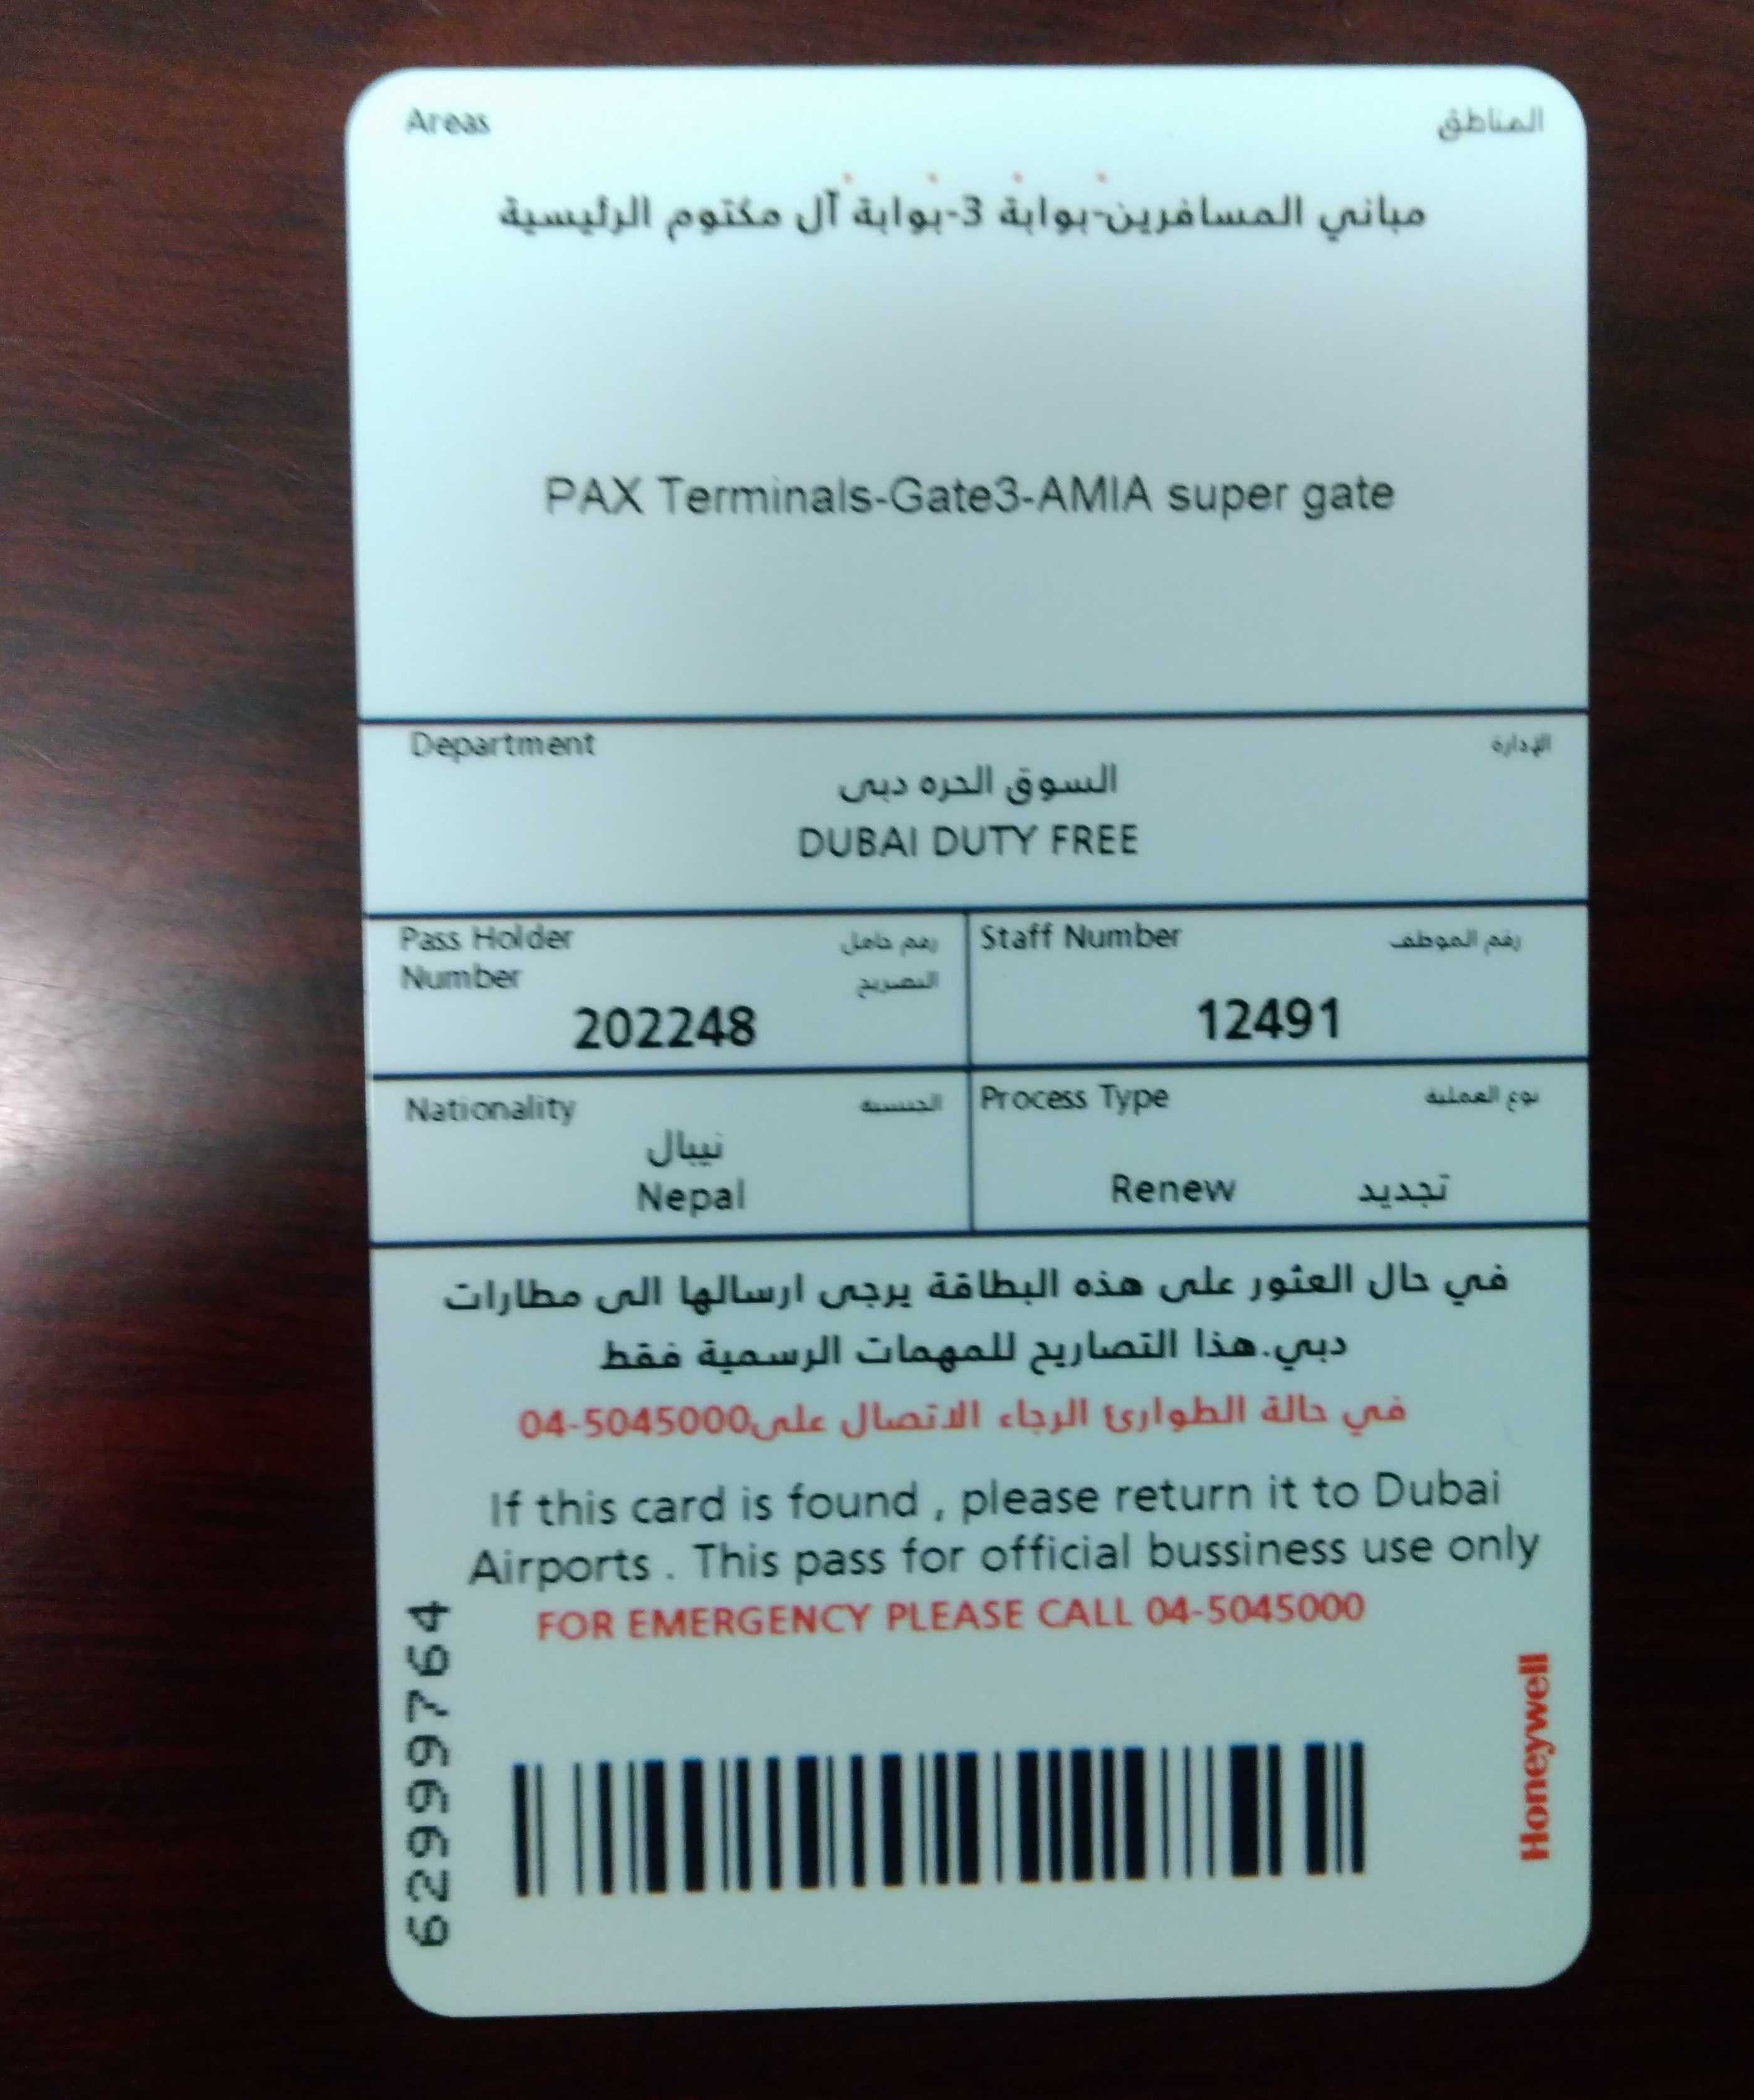 Areas المناطق
مباني المسافرين-بوابة 3-بوابة آل مكتوم الرئيسية
PAX Terminals-Gate3-AMIA super gate
Department الإدارة
السوق الحره دبى
DUBAI DUTY FREE
Pass Holder رقم حامل
Number التصريح
202248
Staff Number رقم الموظف
12491
Nationality الجنسية
نيبال
Nepal
Process Type نوع العملية
Renew تجديد
في حال العثور على هذه البطاقة يرجى ارسالها الى مطارات
دبي.هذا التصاريح للمهمات الرسمية فقط
في حالة الطوارئ الرجاء الاتصال على04-5045000
If this card is found , please return it to Dubai
Airports . This pass for official bussiness use only
FOR EMERGENCY PLEASE CALL 04-5045000
62999764
Honeywell